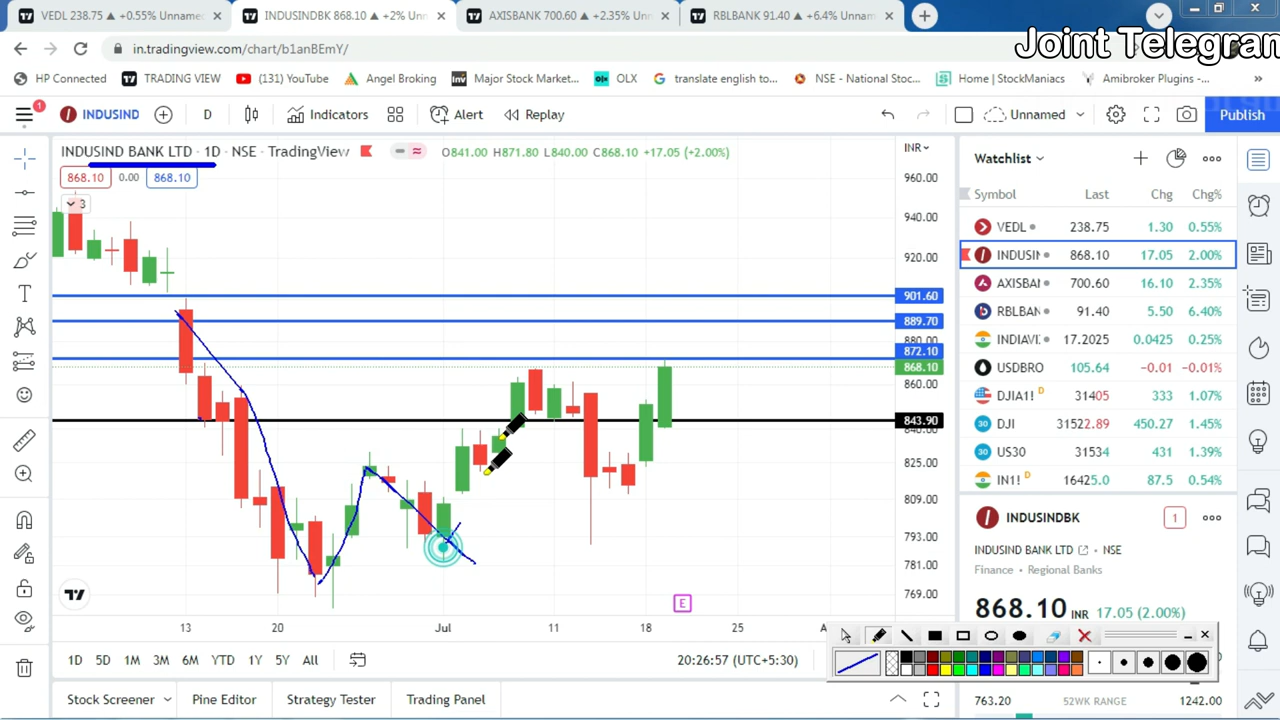 VEDL 238.75 ▲ +0.55% Unname
INDUSINDBK 868.10 ▲ +2% Unn
AXISBANK 700.60 ▲ +2.35% Un
RBLBANK 91.40 ▲ +6.4% Unnam
in.tradingview.com/chart/b1anBEmY/
Joint Telegran
HP Connected
TRADING VIEW
(131) YouTube
Angel Broking
Major Stock Market...
OLX
translate english to...
NSE - National Stoc...
Home | StockManiacs
Amibroker Plugins -...
INDUSIND
D
Indicators
Alert
Replay
Unnamed
Publish
INDUSIND BANK LTD · 1D · NSE · TradingView
O841.00 H871.80 L840.00 C868.10 +17.05 (+2.00%)
INR
868.10
0.00
868.10
3
960.00
940.00
920.00
901.60
889.70
880.00
872.10
868.10
860.00
843.90
840.00
825.00
809.00
793.00
781.00
769.00
E
13
20
Jul
11
18
25
1D
5D
1M
3M
6M
YTD
All
20:26:57 (UTC+5:30)
Stock Screener
Pine Editor
Strategy Tester
Trading Panel
Watchlist
Symbol Last Chg Chg%
VEDL 238.75 1.30 0.55%
INDUSIN 868.10 17.05 2.00%
AXISBAI 700.60 16.10 2.35%
RBLBAN 91.40 5.50 6.40%
INDIAVI 17.2025 0.0425 0.25%
USDBRO 105.64 -0.01 -0.01%
DJIA1! D 31405 333 1.07%
DJI 31522.89 450.27 1.45%
US30 31534 431 1.39%
IN1! D 16425.0 87.5 0.54%
INDUSINDBK
1
INDUSIND BANK LTD NSE
Finance · Regional Banks
868.10 INR 17.05 (2.00%)
763.20 52WK RANGE 1242.00